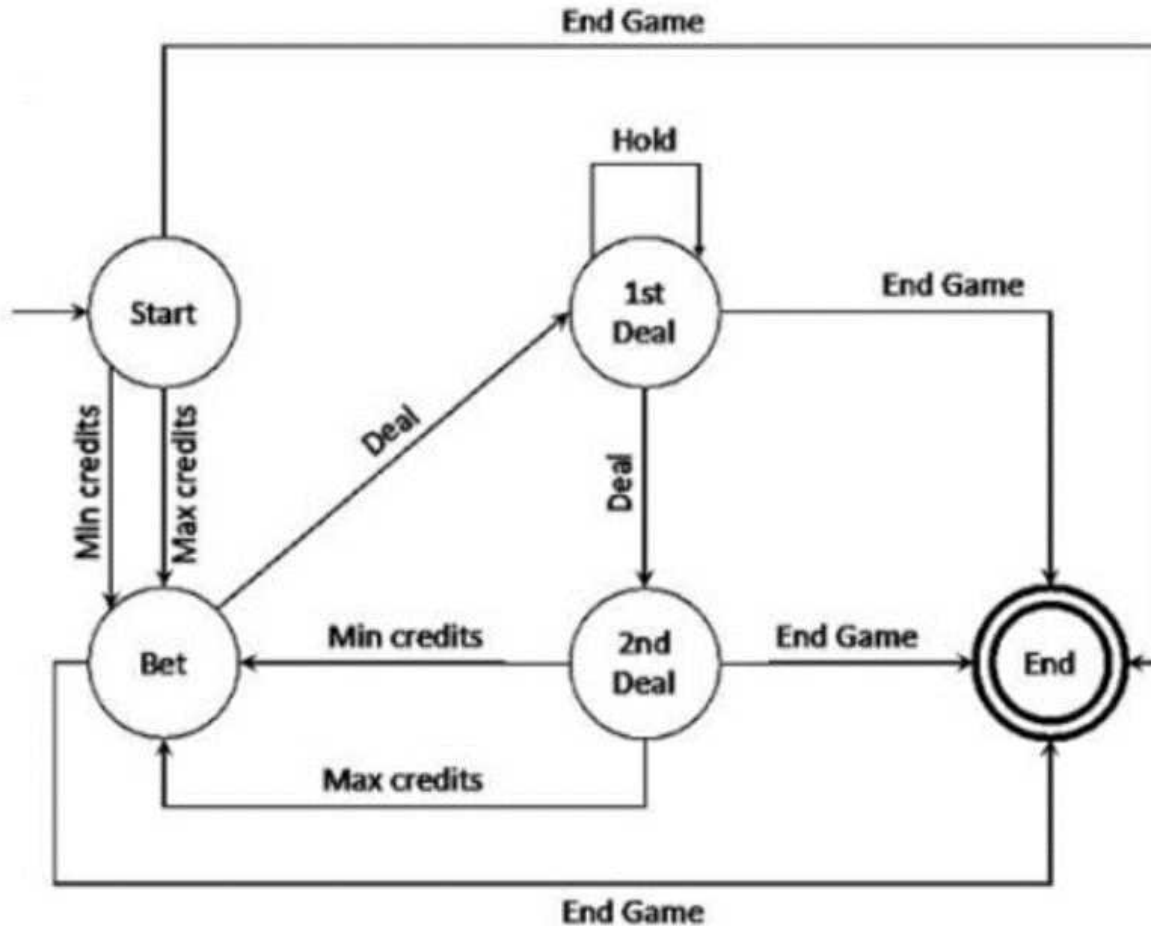 End Game
Hold
Start
1st
Deal
End Game
Min credits
Max credits
Deal
Deal
Bet
Min credits
2nd
Deal
End Game
End
Max credits
End Game